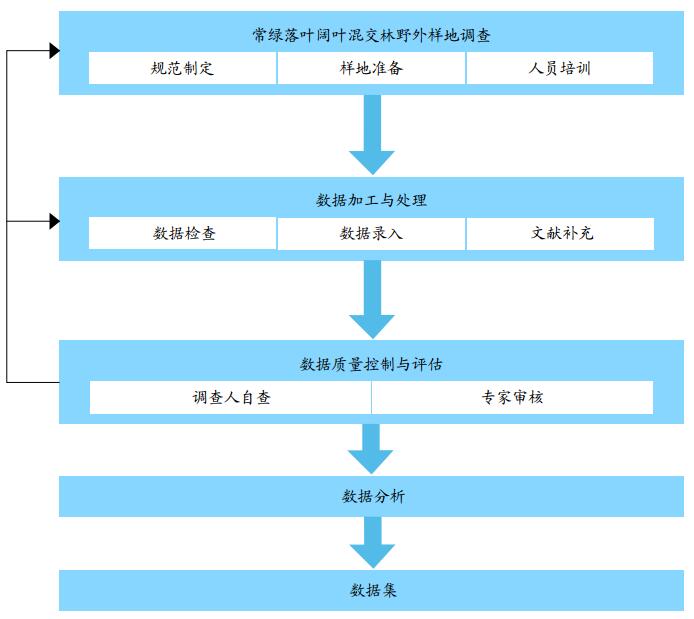 常绿落叶阔叶混交林野外样地调查
规范制定 样地准备 人员培训
数据加工与处理
数据检查 数据录入 文献补充
数据质量控制与评估
调查人自查 专家审核
数据分析
数据集